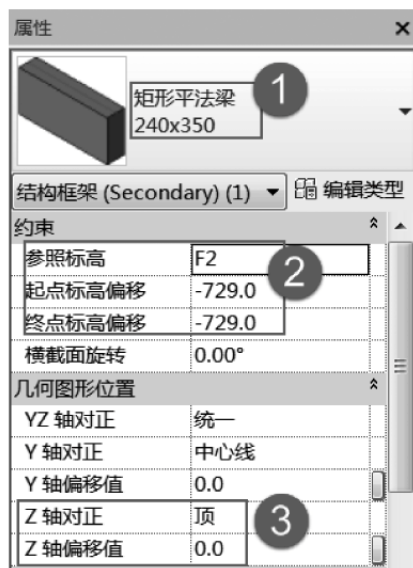 属性
矩形平法梁
240x350
1
结构框架 (Secondary) (1) 编辑类型
约束
参照标高 F2
2
起点标高偏移 -729.0
终点标高偏移 -729.0
横截面旋转 0.00°
几何图形位置
YZ 轴对正 统一
Y 轴对正 中心线
Y 轴偏移值 0.0
Z 轴对正 顶
3
Z 轴偏移值 0.0